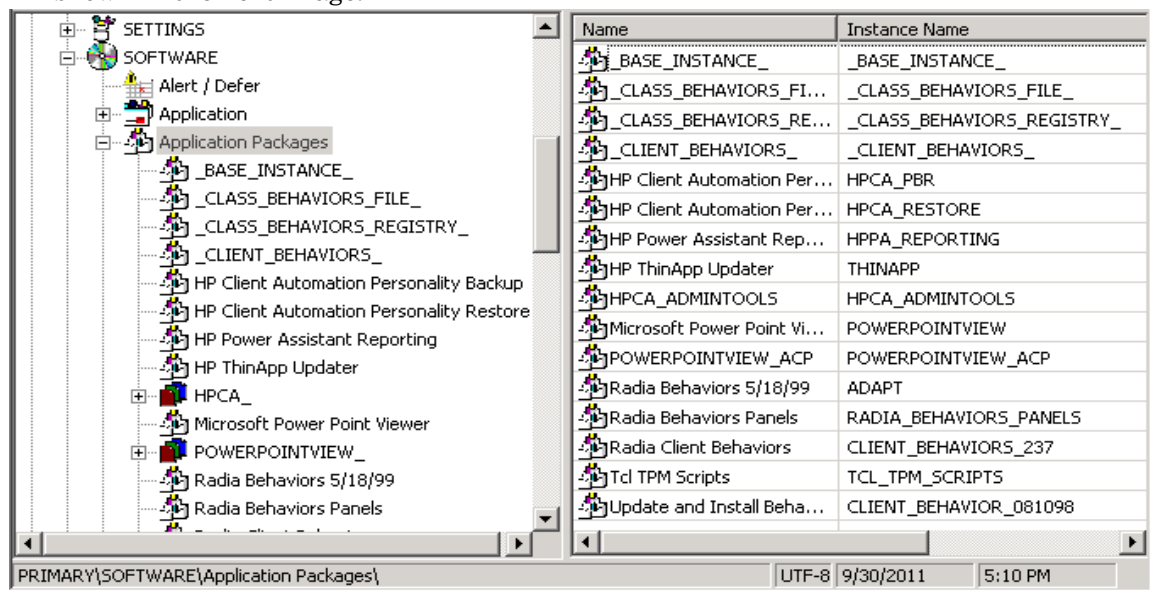 SETTINGS
SOFTWARE
Alert / Defer
Application
Application Packages
_BASE_INSTANCE_
_CLASS_BEHAVIORS_FILE_
_CLASS_BEHAVIORS_REGISTRY_
_CLIENT_BEHAVIORS_
HP Client Automation Personality Backup
HP Client Automation Personality Restore
HP Power Assistant Reporting
HP ThinApp Updater
HPCA_
Microsoft Power Point Viewer
POWERPOINTVIEW_
Radia Behaviors 5/18/99
Radia Behaviors Panels
Name Instance Name
_BASE_INSTANCE_ _BASE_INSTANCE_
_CLASS_BEHAVIORS_FI... _CLASS_BEHAVIORS_FILE_
_CLASS_BEHAVIORS_RE... _CLASS_BEHAVIORS_REGISTRY_
_CLIENT_BEHAVIORS_ _CLIENT_BEHAVIORS_
HP Client Automation Per... HPCA_PBR
HP Client Automation Per... HPCA_RESTORE
HP Power Assistant Rep... HPPA_REPORTING
HP ThinApp Updater THINAPP
HPCA_ADMINTOOLS HPCA_ADMINTOOLS
Microsoft Power Point Vi... POWERPOINTVIEW
POWERPOINTVIEW_ACP POWERPOINTVIEW_ACP
Radia Behaviors 5/18/99 ADAPT
Radia Behaviors Panels RADIA_BEHAVIORS_PANELS
Radia Client Behaviors CLIENT_BEHAVIORS_237
Tcl TPM Scripts TCL_TPM_SCRIPTS
Update and Install Beha... CLIENT_BEHAVIOR_081098
PRIMARY\SOFTWARE\Application Packages\ UTF-8 9/30/2011 5:10 PM